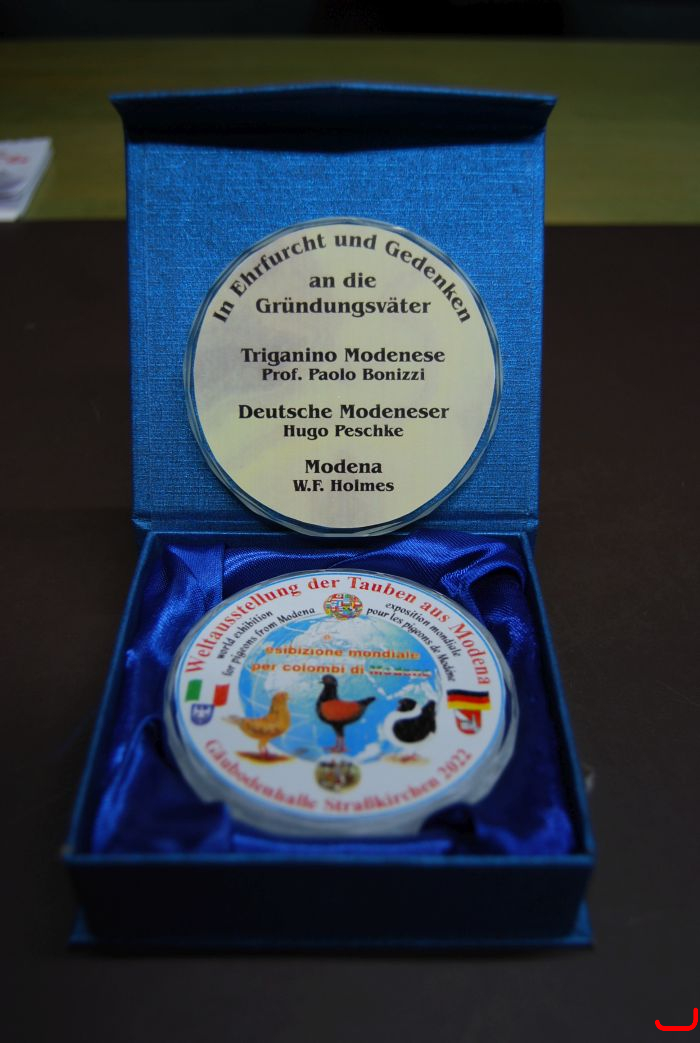 In Ehrfurcht und Gedenken
an die
Gründungsväter
Triganino Modenese
Prof. Paolo Bonizzi
Deutsche Modeneser
Hugo Peschke
Modena
W.F. Holmes
Weltausstellung der Tauben aus Modena
world exhibition
for pigeons from Modena
exposition mondiale
pour les pigeons de Modène
esibizione mondiale
per colombi di Modena
Gäubodenhalle Straßkirchen 2022